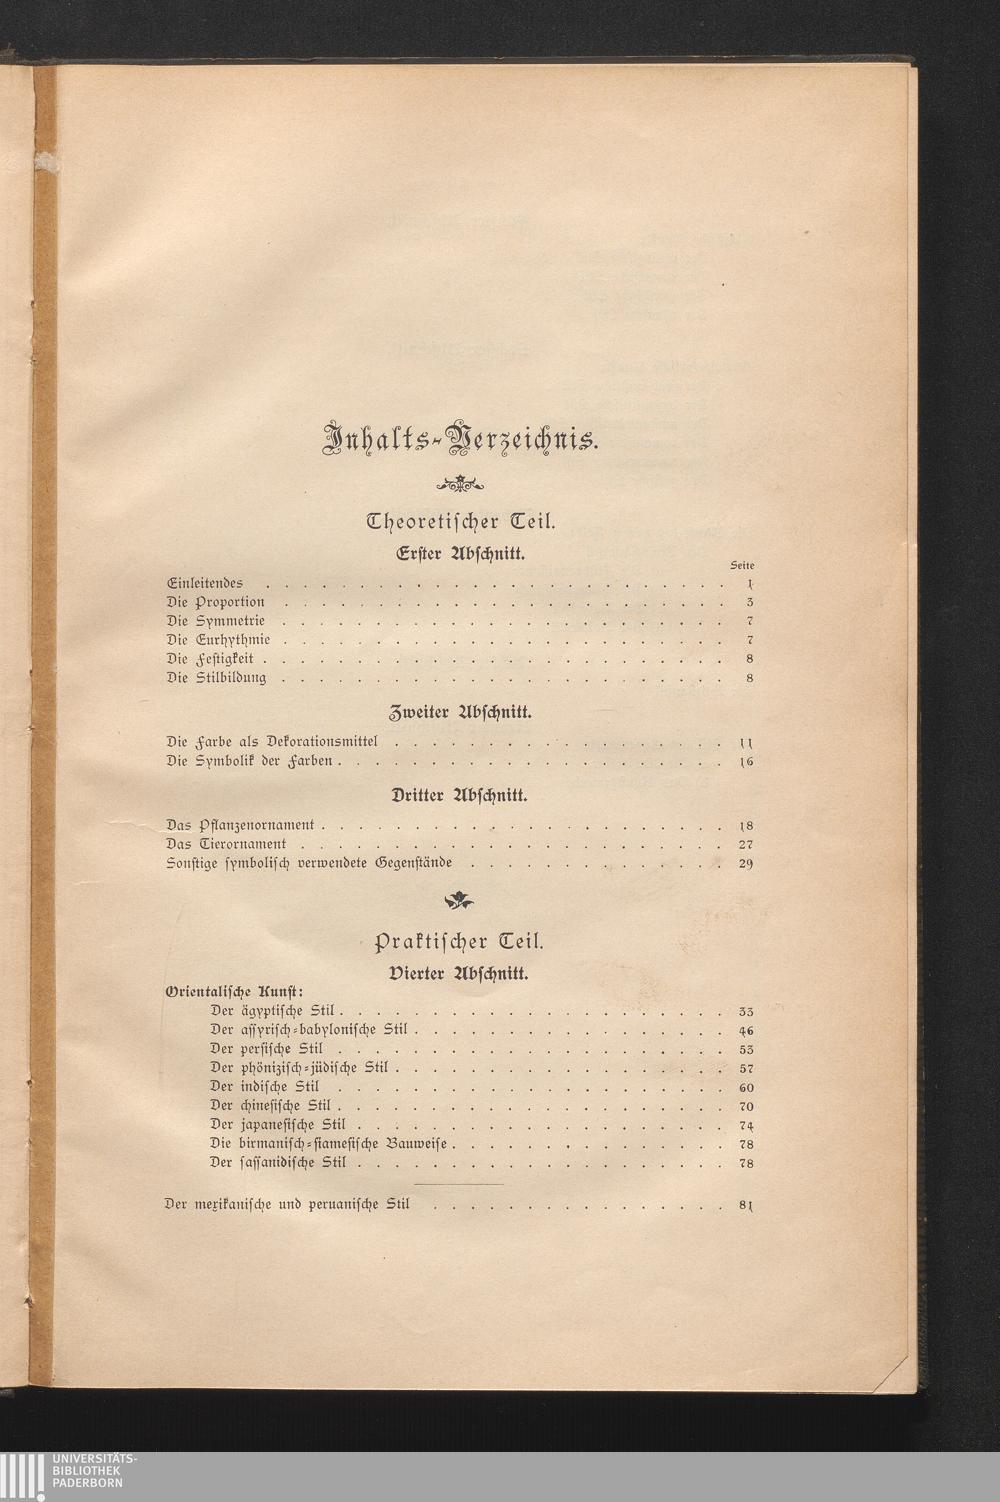 Inhalts-Verzeichnis.
Theoretischer Teil.
Erster Abschnitt.
Seite
Einleitendes . . . . . . . . . . . . . . . . . . . . . . . . . 1
Die Proportion . . . . . . . . . . . . . . . . . . . . . . . . 3
Die Symmetrie . . . . . . . . . . . . . . . . . . . . . . . . 7
Die Eurhythmie . . . . . . . . . . . . . . . . . . . . . . . . 7
Die Festigkeit . . . . . . . . . . . . . . . . . . . . . . . . . 8
Die Stilbildung . . . . . . . . . . . . . . . . . . . . . . . . 8
Zweiter Abschnitt.
Die Farbe als Dekorationsmittel . . . . . . . . . . . . . . . . . . 11
Die Symbolik der Farben . . . . . . . . . . . . . . . . . . . . . 16
Dritter Abschnitt.
Das Pflanzenornament . . . . . . . . . . . . . . . . . . . . . . 18
Das Tierornament . . . . . . . . . . . . . . . . . . . . . . . 27
Sonstige symbolisch verwendete Gegenstände . . . . . . . . . . . . . . 29
Praktischer Teil.
Vierter Abschnitt.
Orientalische Kunst:
Der ägyptische Stil . . . . . . . . . . . . . . . . . . . . . 33
Der assyrisch-babylonische Stil . . . . . . . . . . . . . . . . . 46
Der persische Stil . . . . . . . . . . . . . . . . . . . . . 53
Der phönizisch-jüdische Stil . . . . . . . . . . . . . . . . . . 57
Der indische Stil . . . . . . . . . . . . . . . . . . . . . 60
Der chinesische Stil . . . . . . . . . . . . . . . . . . . . . 70
Der japanesische Stil . . . . . . . . . . . . . . . . . . . . 74
Die birmanisch-siamesische Bauweise . . . . . . . . . . . . . . . 78
Der sassanidische Stil . . . . . . . . . . . . . . . . . . . . 78
Der mexikanische und peruanische Stil . . . . . . . . . . . . . . . . 81
UNIVERSITÄTS-
BIBLIOTHEK
PADERBORN